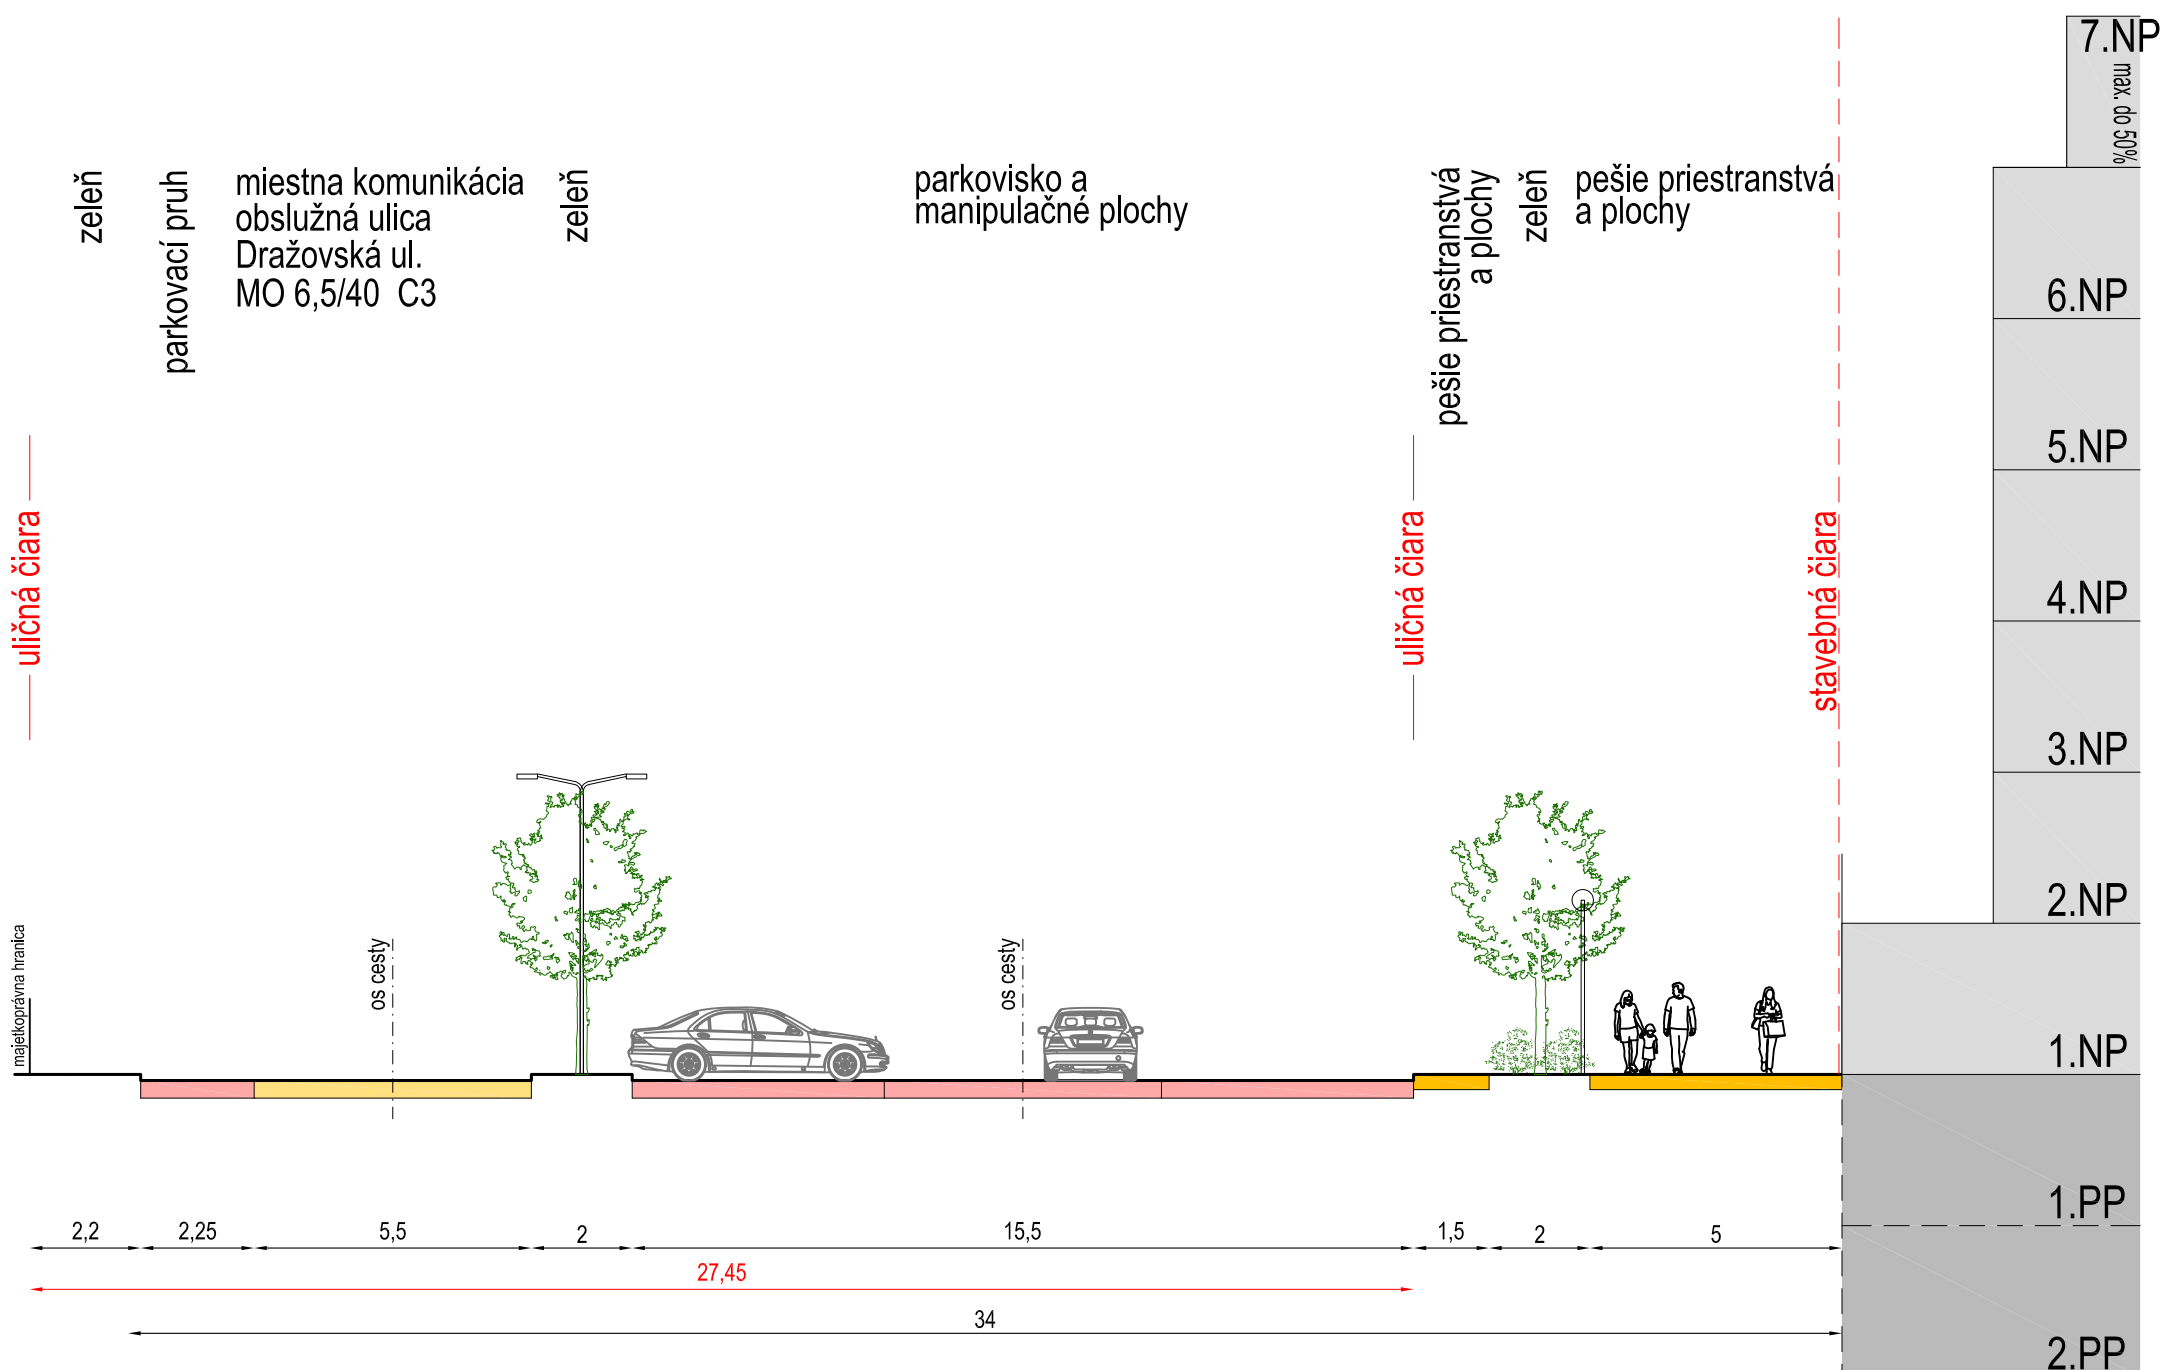 7.NP
max. do 50%
zeleň
parkovací pruh
miestna komunikácia
obslužná ulica
Dražovská ul.
MO 6,5/40 C3
zeleň
parkovisko a
manipulačné plochy
pešie priestranstvá
a plochy
zeleň
pešie priestranstvá
a plochy
6.NP
5.NP
uličná čiara
uličná čiara
stavebná čiara
4.NP
3.NP
2.NP
majetkoprávna hranica
os cesty
os cesty
1.NP
1.PP
2,2
2,25
5,5
2
15,5
1,5
2
5
27,45
34
2.PP